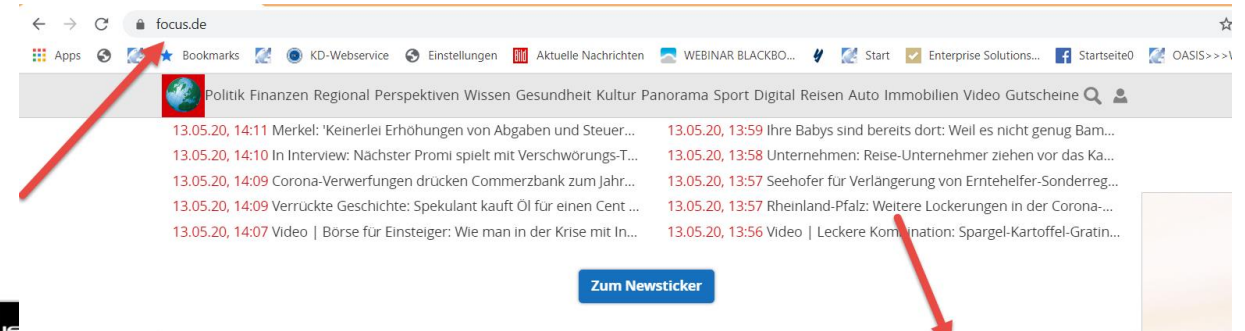 focus.de
Apps Bookmarks KD-Webservice Einstellungen Bild Aktuelle Nachrichten WEBINAR BLACKBO... Start Enterprise Solutions... Startseite0 OASIS>>>
Politik Finanzen Regional Perspektiven Wissen Gesundheit Kultur Panorama Sport Digital Reisen Auto Immobilien Video Gutscheine
13.05.20, 14:11 Merkel: 'Keinerlei Erhöhungen von Abgaben und Steuer...
13.05.20, 14:10 In Interview: Nächster Promi spielt mit Verschwörungs-T...
13.05.20, 14:09 Corona-Verwerfungen drücken Commerzbank zum Jahr...
13.05.20, 14:09 Verrückte Geschichte: Spekulant kauft Öl für einen Cent ...
13.05.20, 14:07 Video | Börse für Einsteiger: Wie man in der Krise mit In...
13.05.20, 13:59 Ihre Babys sind bereits dort: Weil es nicht genug Bam...
13.05.20, 13:58 Unternehmen: Reise-Unternehmer ziehen vor das Ka...
13.05.20, 13:57 Seehofer für Verlängerung von Erntehelfer-Sonderreg...
13.05.20, 13:57 Rheinland-Pfalz: Weitere Lockerungen in der Corona-...
13.05.20, 13:56 Video | Leckere Kombination: Spargel-Kartoffel-Gratin...
Zum Newsticker